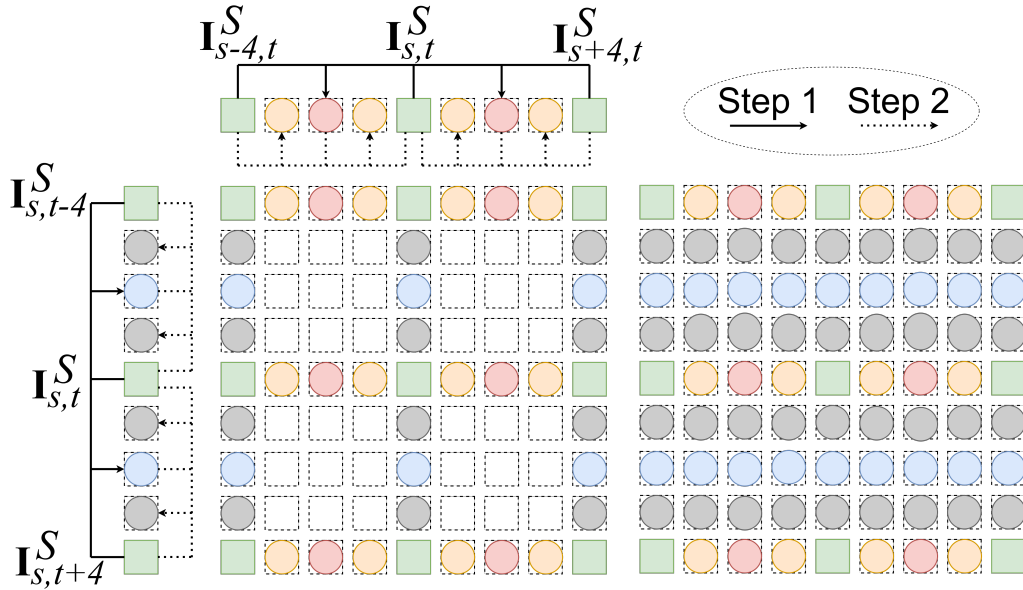 I^S_{s-4,t} I^S_{s,t} I^S_{s+4,t}
Step 1 Step 2
I^S_{s,t-4}
I^S_{s,t}
I^S_{s,t+4}